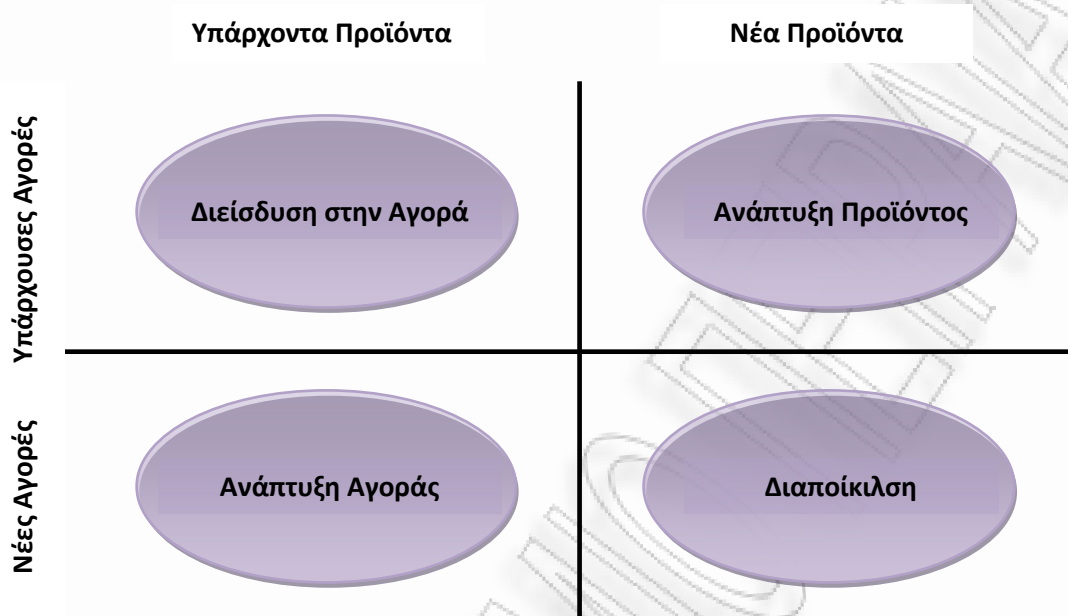 Υπάρχοντα Προϊόντα
Νέα Προϊόντα
Υπάρχουσες Αγορές
Διείσδυση στην Αγορά
Ανάπτυξη Προϊόντος
Νέες Αγορές
Ανάπτυξη Αγοράς
Διαποίκιλση